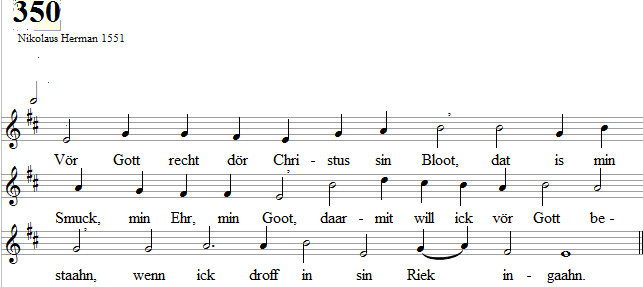 350
Nikolaus Herman 1551
Vör Gott recht dör Chri - stus sin Bloot, dat is min
Smuck, min Ehr, min Goot, daar - mit will ick vör Gott be -
staahn, wenn ick droff in sin Riek in - gaahn.